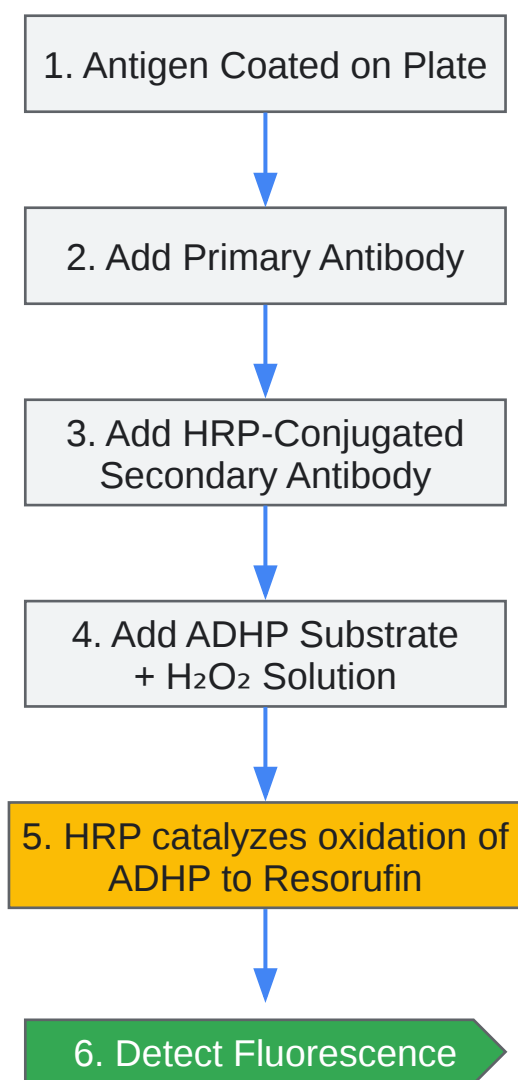 1. Antigen Coated on Plate
2. Add Primary Antibody
3. Add HRP-Conjugated
Secondary Antibody
4. Add ADHP Substrate
+ H₂O₂ Solution
5. HRP catalyzes oxidation of
ADHP to Resorufin
6. Detect Fluorescence